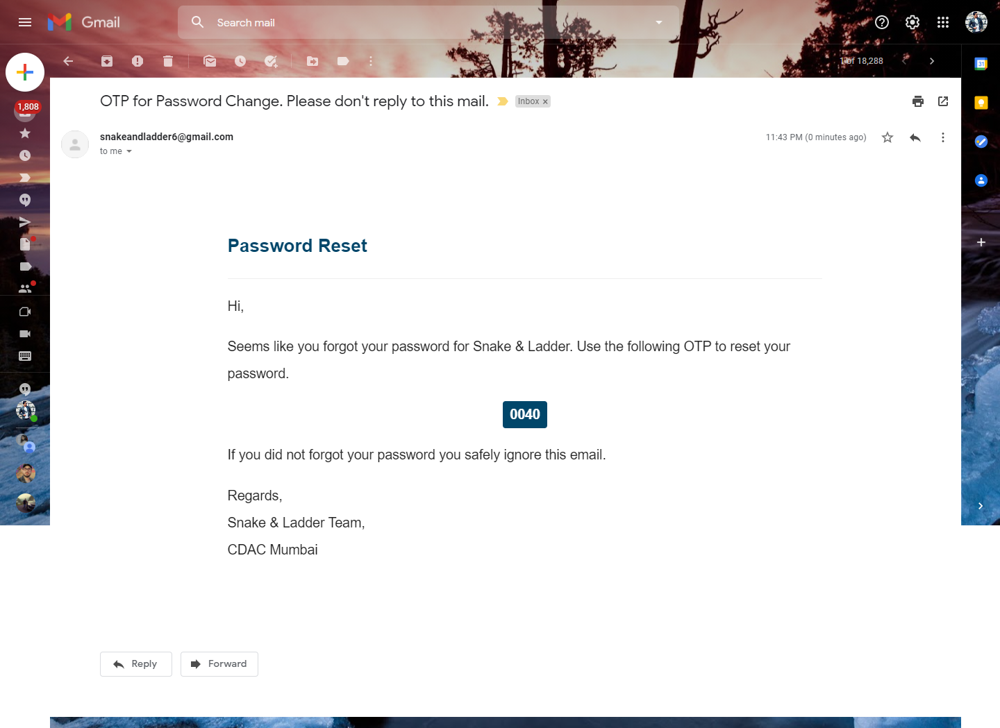 Gmail
Search mail
1 of 18,288
1,808
OTP for Password Change. Please don't reply to this mail.
Inbox ×
snakeandladder6@gmail.com
11:43 PM (0 minutes ago)
to me
31
Password Reset
Hi,
Seems like you forgot your password for Snake & Ladder. Use the following OTP to reset your
password.
0040
If you did not forgot your password you safely ignore this email.
Regards,
Snake & Ladder Team,
CDAC Mumbai
Reply
Forward